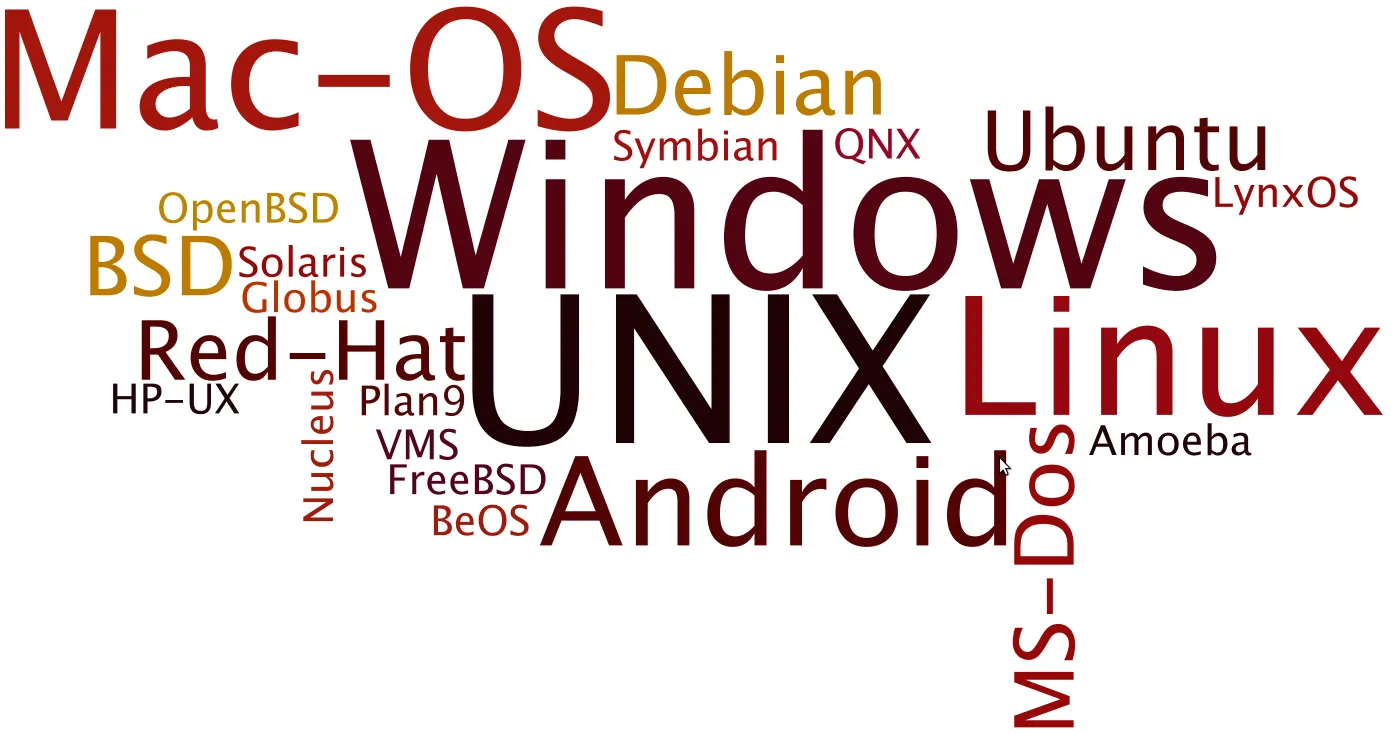 Mac-OS
Debian
Symbian
QNX
Ubuntu
Windows
LynxOS
OpenBSD
BSD
Solaris
Globus
UNIX
Linux
Red-Hat
HP-UX
Nucleus
Plan9
VMS
FreeBSD
BeOS
Android
MS-Dos
Amoeba